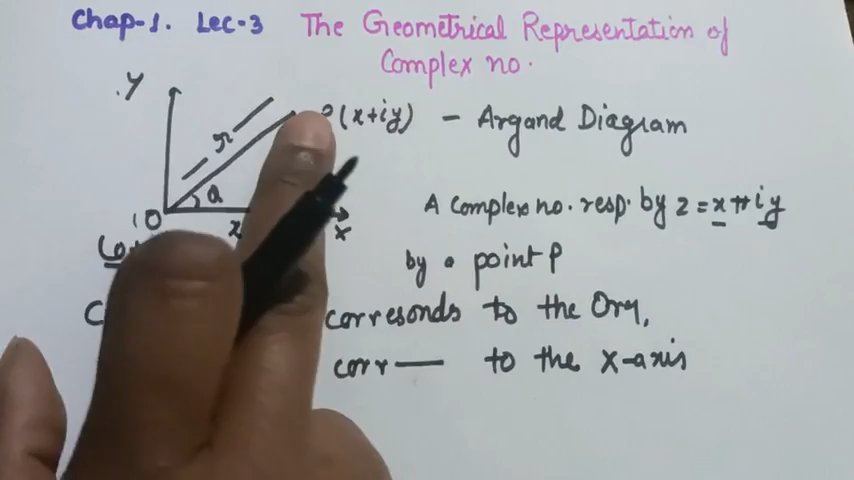 Chap-1. Lec-3 The Geometrical Representation of
Complex no.
y
r
P(x+iy) - Argand Diagram
a
A Complex no. resp. by z = x+iy
O
x
x
by a point P
corresonds to the Ory,
corr— to the X-axis